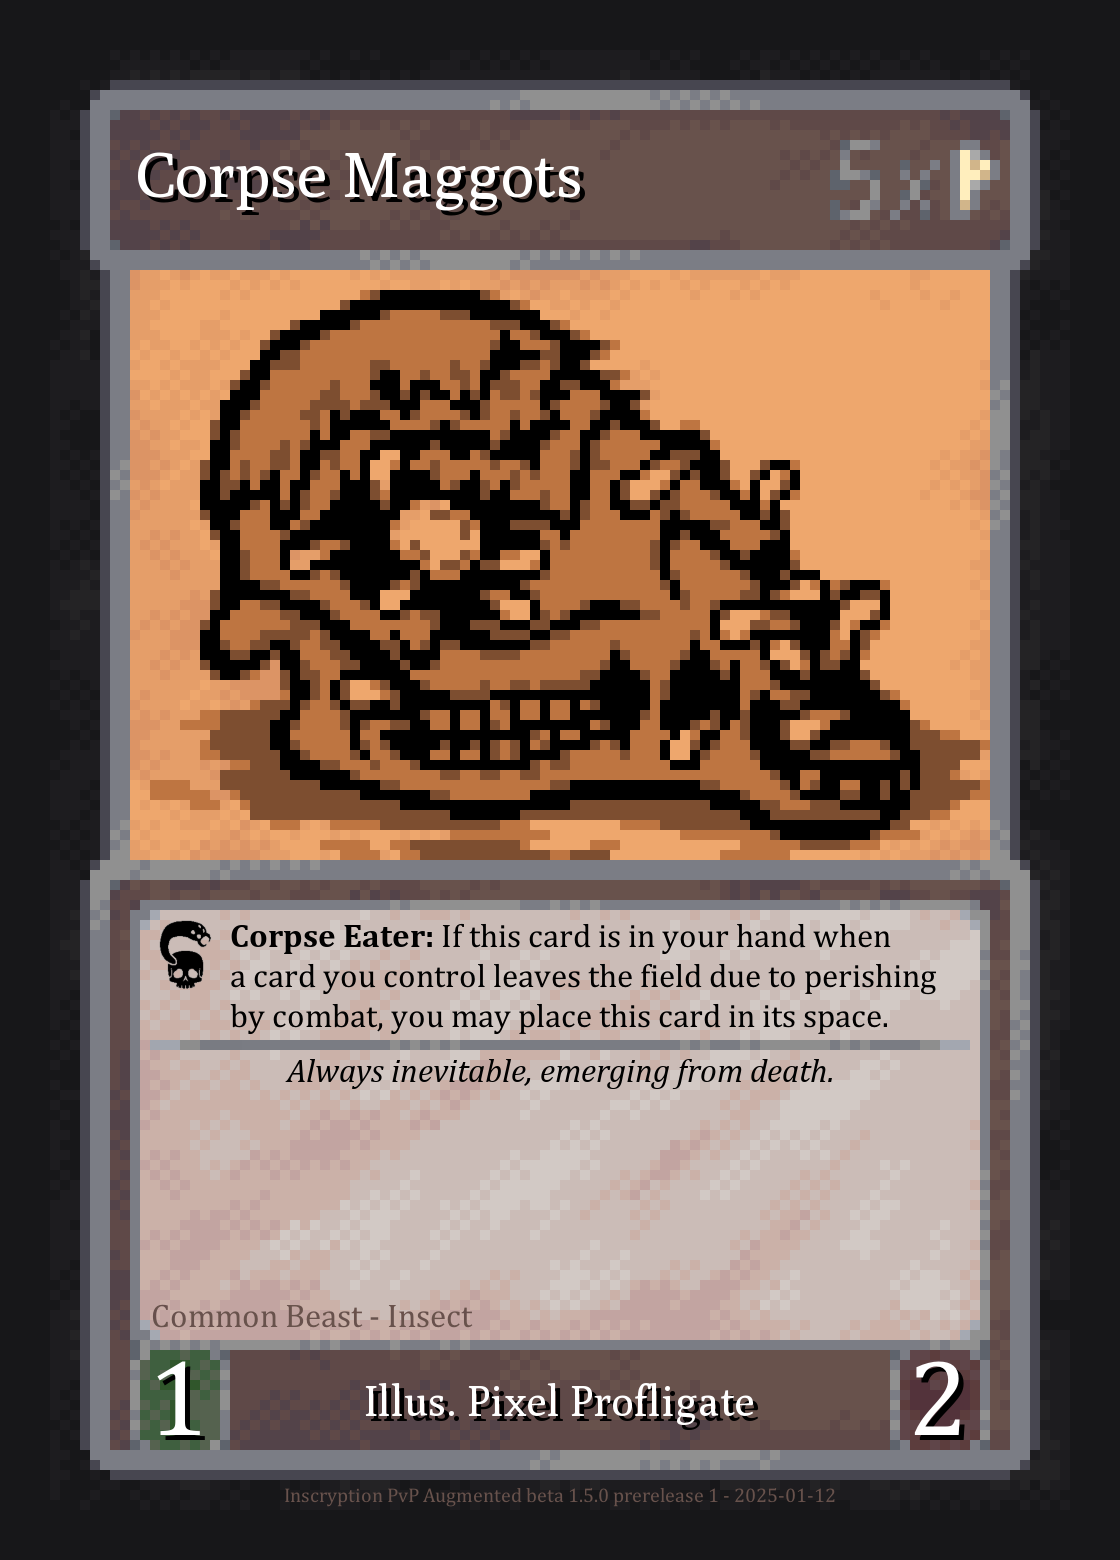 Corpse Maggots
5x
Corpse Eater: If this card is in your hand when
a card you control leaves the field due to perishing
by combat, you may place this card in its space.
Always inevitable, emerging from death.
Common Beast - Insect
1
Illus. Pixel Profligate
2
Inscryption PvP Augmented beta 1.5.0 prerelease 1 - 2025-01-12